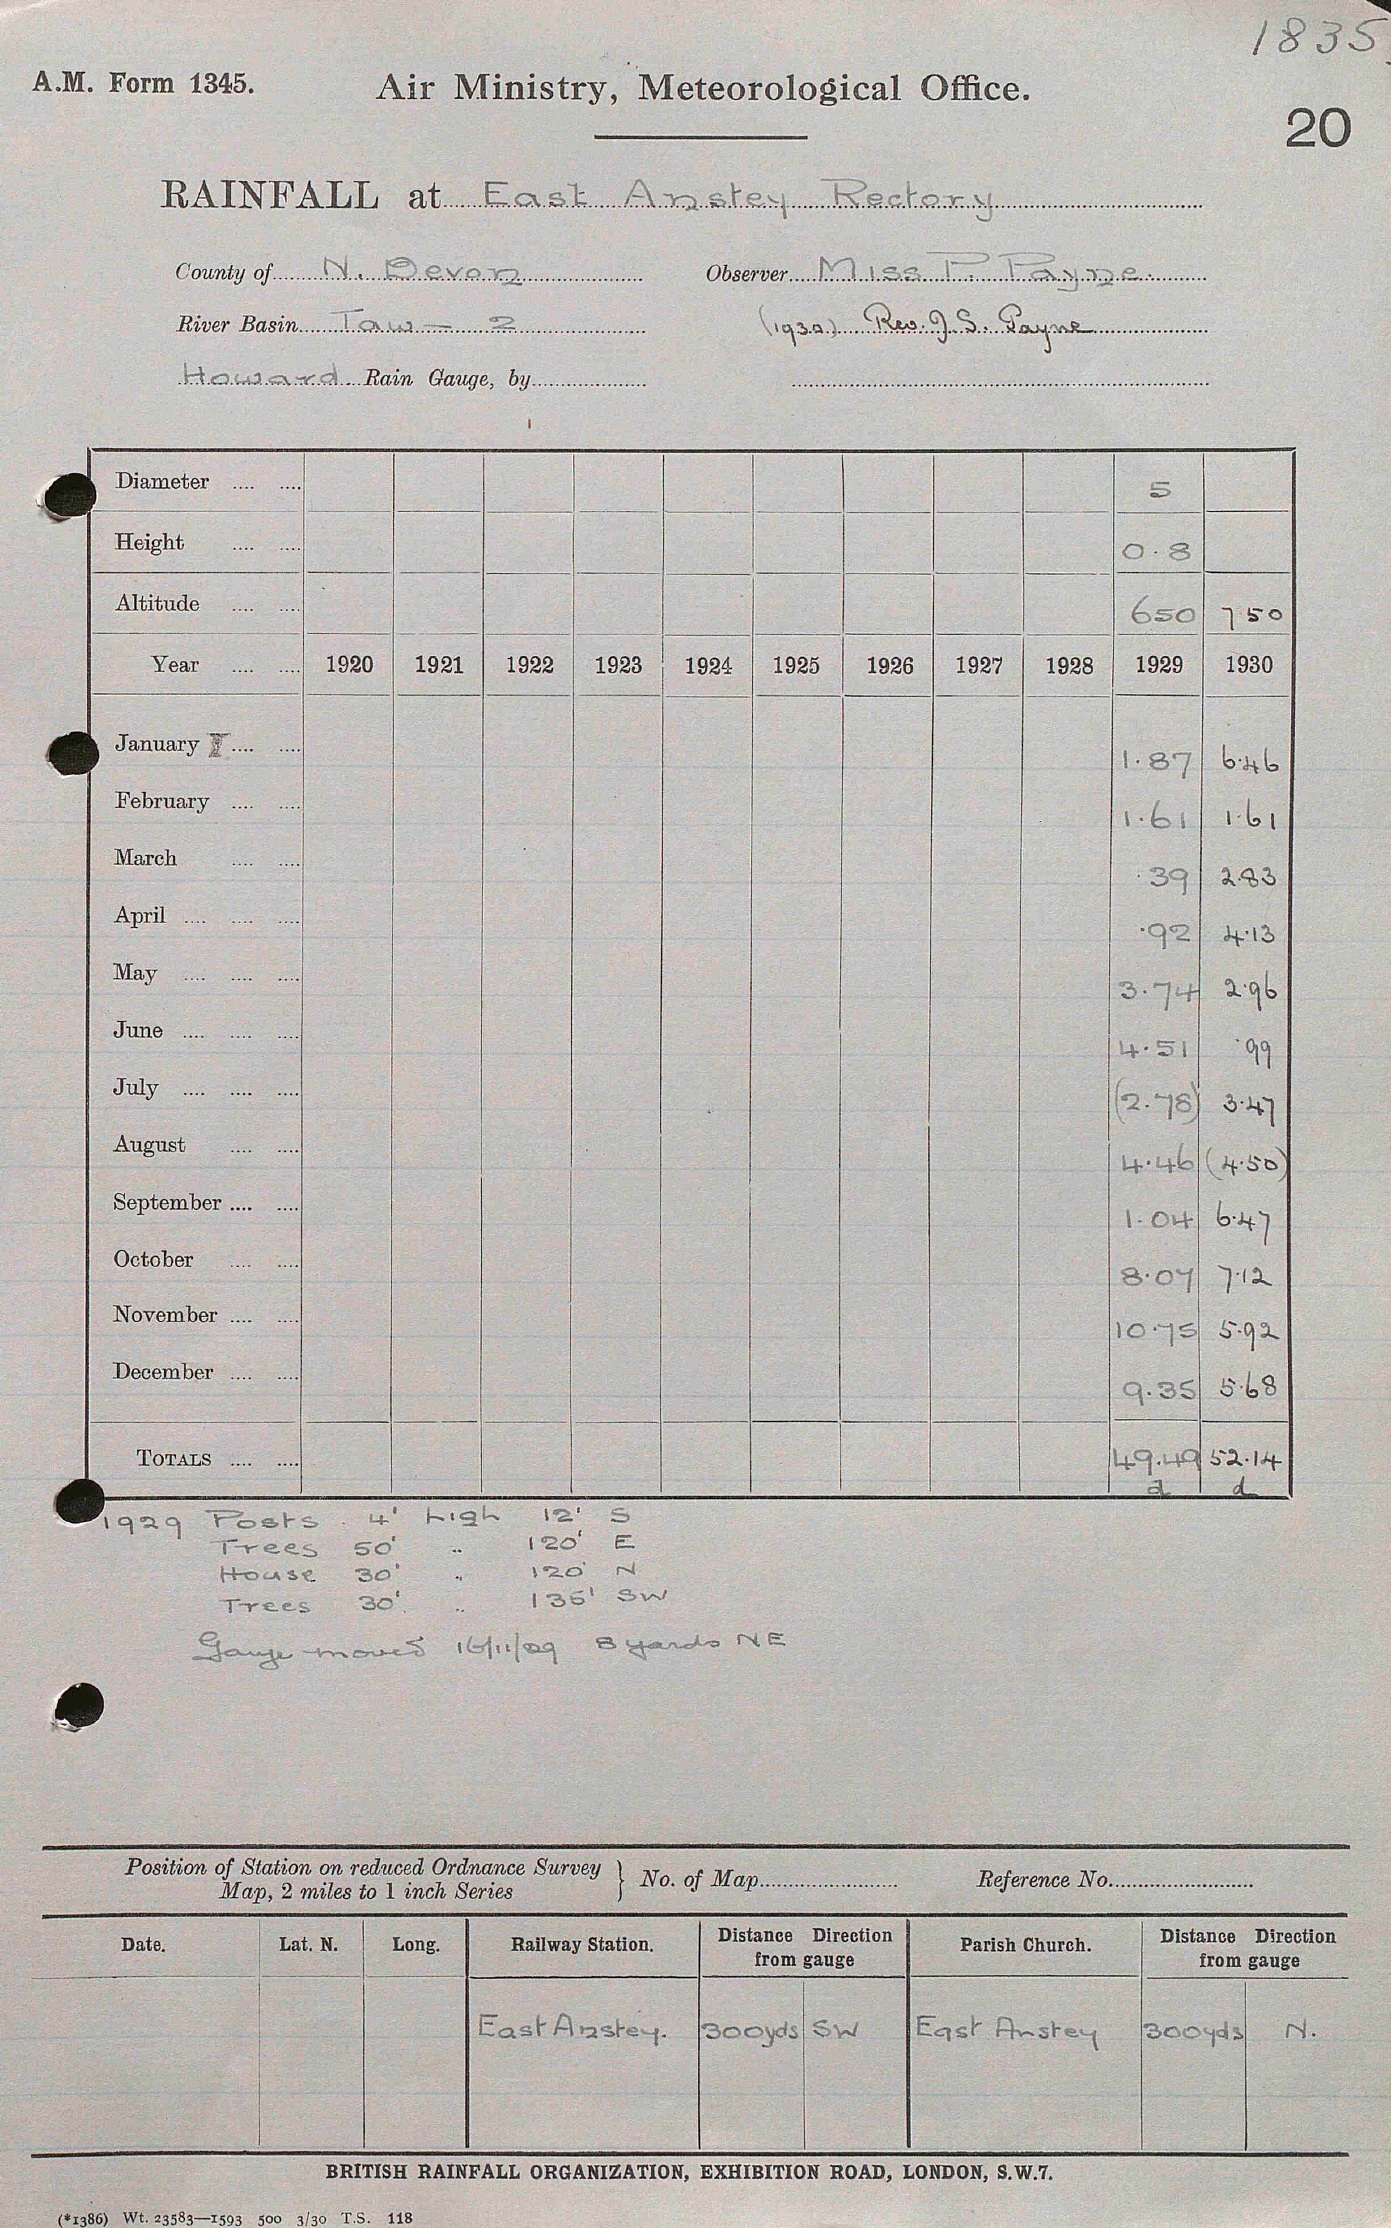 1835
A.M. Form 1345. Air Ministry, Meteorological Office.
20
RAINFALL at East Anstey Rectory
County of N. Devon Observer Miss P. Payne.
River Basin Taw — 2 (1930) Rev. J. S. Payne
Howard Rain Gauge, by
Diameter .... .... 5
Height .... .... 0.8
Altitude .... .... 650 750
Year .... .... 1920 1921 1922 1923 1924 1925 1926 1927 1928 1929 1930
January .... .... 1.87 6.46
February .... .... 1.61 1.61
March .... .... .39 2.83
April .... .... .... .92 4.13
May .... .... .... 3.74 2.96
June .... .... .... 4.51 .99
July .... .... .... (2.78) 3.47
August .... .... 4.46 (4.50)
September .... .... 1.04 6.47
October .... .... 8.07 7.12
November .... .... 10.75 5.92
December .... .... 9.35 5.68
TOTALS .... .... 49.49 52.14
d d
1929 Posts 4' high 12' S
Trees 50' " 120' E
House 30' " 120' N
Trees 30' " 135' SW
Gauge moved 16/11/29 8 yards NE
Position of Station on reduced Ordnance Survey Map, 2 miles to 1 inch Series } No. of Map Reference No.
Date. Lat. N. Long. Railway Station. Distance from gauge Direction Parish Church. Distance from gauge Direction
East Anstey. 300yds SW East Anstey 300yds N.
BRITISH RAINFALL ORGANIZATION, EXHIBITION ROAD, LONDON, S.W.7.
(*1386) Wt. 23583—1593 500 3/30 T.S. 118